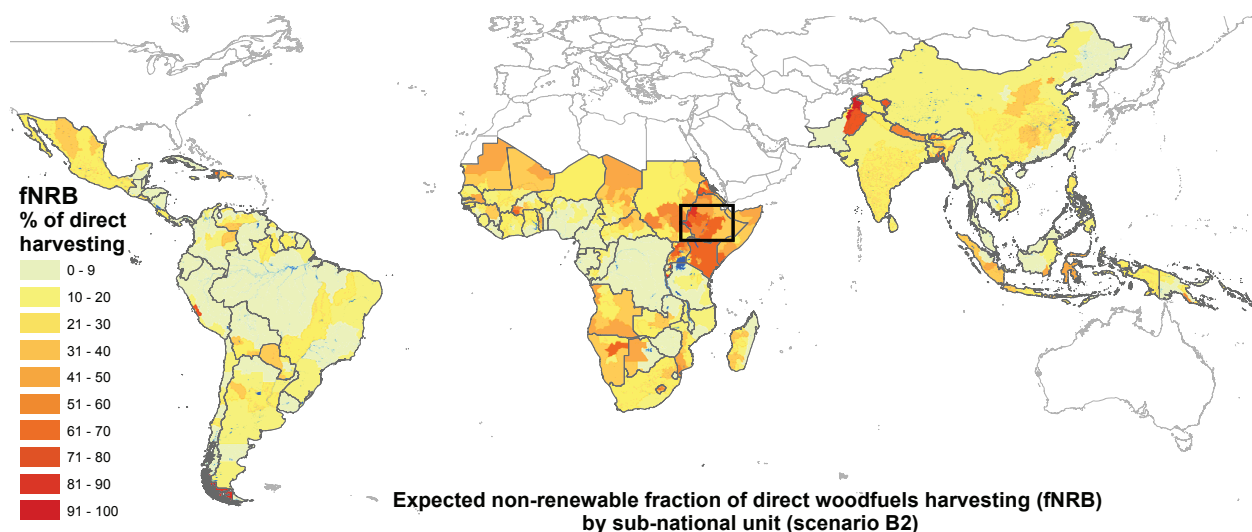 fNRB
% of direct
harvesting
0 - 9
10 - 20
21 - 30
31 - 40
41 - 50
51 - 60
61 - 70
71 - 80
81 - 90
91 - 100
Expected non-renewable fraction of direct woodfuels harvesting (fNRB)
by sub-national unit (scenario B2)